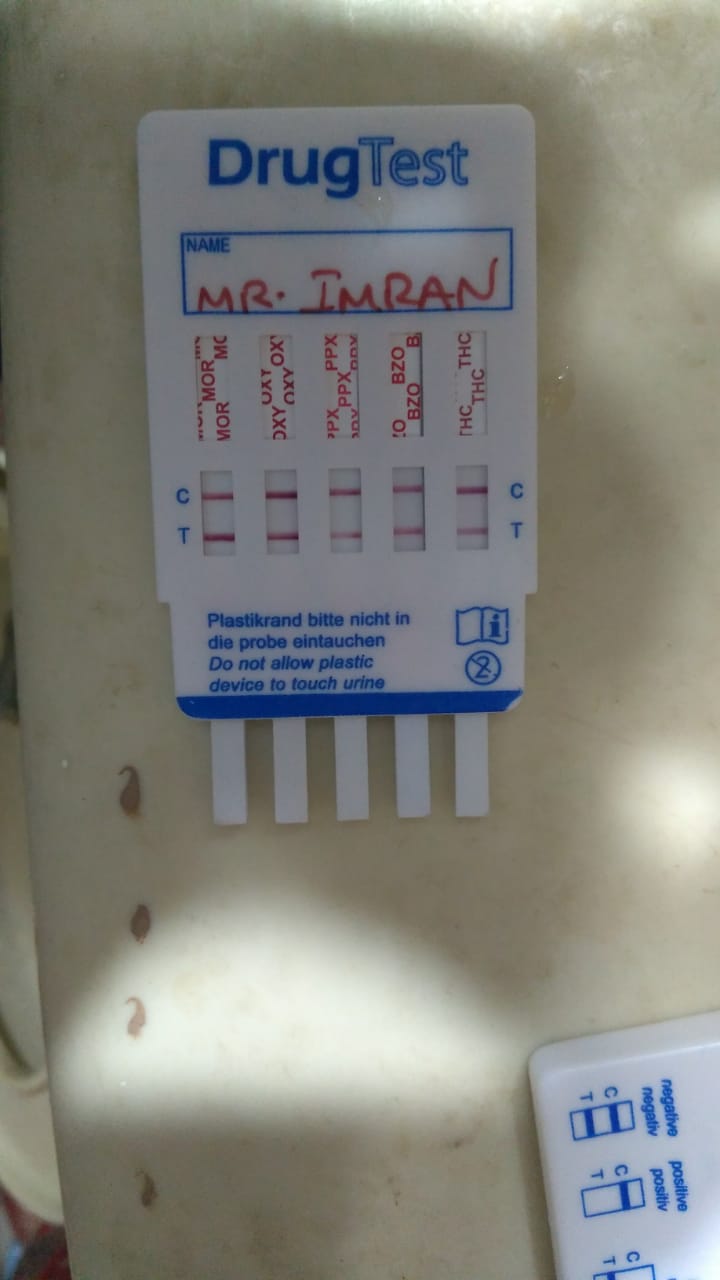 DrugTest
NAME
MR. IMRAN
MOR MOR
OXY OXY OXY
PPX PPX PPX
BZO BZO
THC THC THC
C C
T T
Plastikrand bitte nicht in
die probe eintauchen
Do not allow plastic
device to touch urine
i
2
negative
negativ
C
T
positive
positiv
C
T
C
T